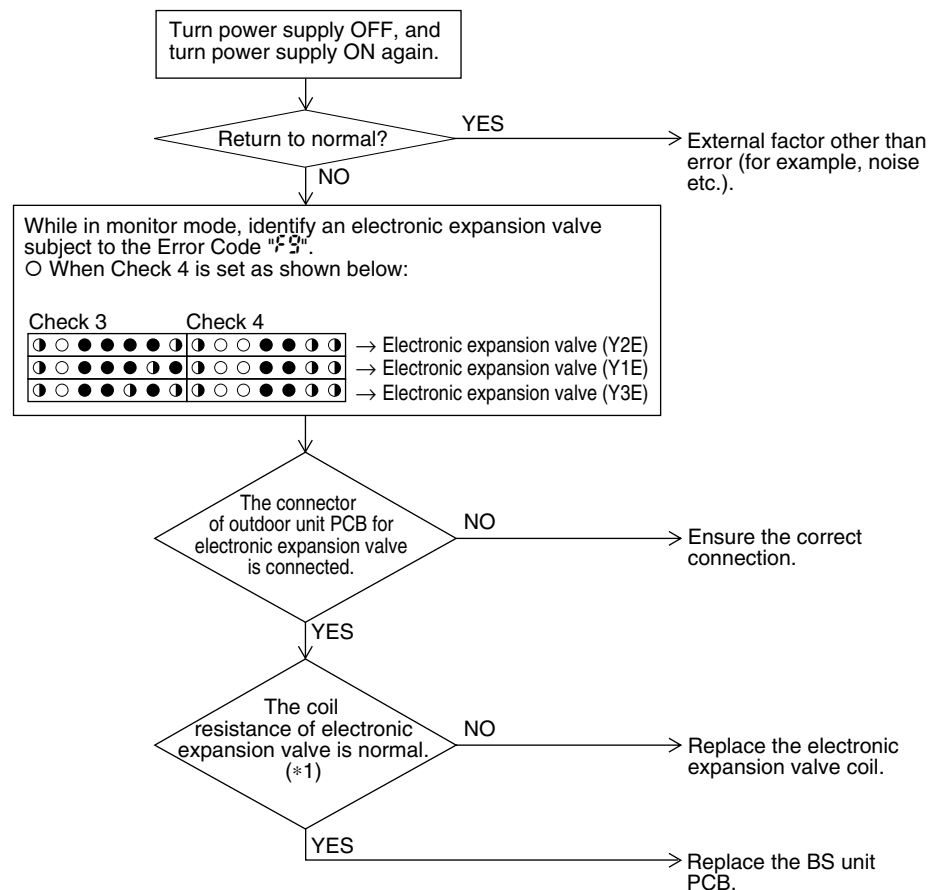 Turn power supply OFF, and
turn power supply ON again.
Return to normal?
YES
External factor other than
error (for example, noise
etc.).
NO
While in monitor mode, identify an electronic expansion valve
subject to the Error Code "F9".
○ When Check 4 is set as shown below:
Check 3 Check 4
◑ ○ ● ● ● ● ◑ ◑ ○ ○ ● ● ◑ ◑ → Electronic expansion valve (Y2E)
◑ ○ ● ● ● ◑ ● ◑ ○ ○ ● ● ◑ ◑ → Electronic expansion valve (Y1E)
◑ ○ ● ● ◑ ● ◑ ◑ ○ ○ ● ● ◑ ◑ → Electronic expansion valve (Y3E)
The connector
of outdoor unit PCB for
electronic expansion valve
is connected.
NO
Ensure the correct
connection.
YES
The coil
resistance of electronic
expansion valve is normal.
(*1)
NO
Replace the electronic
expansion valve coil.
YES
Replace the BS unit
PCB.